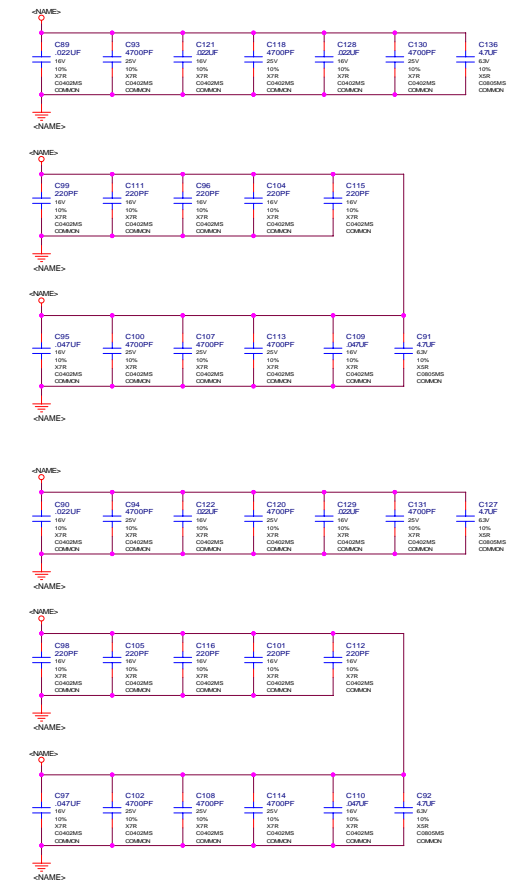 <NAME>
C89 C93 C121 C118 C128 C130 C136
.022UF 4700PF .022UF 4700PF .022UF 4700PF 4.7UF
16V 25V 16V 25V 16V 25V 6.3V
10% 10% 10% 10% 10% 10% 10%
X7R X7R X7R X7R X7R X7R X5R
C0402MS C0402MS C0402MS C0402MS C0402MS C0402MS C0805MS
COMMON COMMON COMMON COMMON COMMON COMMON COMMON
<NAME>
<NAME>
C99 C111 C96 C104 C115
220PF 220PF 220PF 220PF 220PF
16V 16V 16V 16V 16V
10% 10% 10% 10% 10%
X7R X7R X7R X7R X7R
C0402MS C0402MS C0402MS C0402MS C0402MS
COMMON COMMON COMMON COMMON COMMON
<NAME>
<NAME>
C95 C100 C107 C113 C109 C91
.047UF 4700PF 4700PF 4700PF .047UF 4.7UF
16V 25V 25V 25V 16V 6.3V
10% 10% 10% 10% 10% 10%
X7R X7R X7R X7R X7R X5R
C0402MS C0402MS C0402MS C0402MS C0402MS C0805MS
COMMON COMMON COMMON COMMON COMMON COMMON
<NAME>
<NAME>
C90 C94 C122 C120 C129 C131 C127
.022UF 4700PF .022UF 4700PF .022UF 4700PF 4.7UF
16V 25V 16V 25V 16V 25V 6.3V
10% 10% 10% 10% 10% 10% 10%
X7R X7R X7R X7R X7R X7R X5R
C0402MS C0402MS C0402MS C0402MS C0402MS C0402MS C0805MS
COMMON COMMON COMMON COMMON COMMON COMMON COMMON
<NAME>
<NAME>
C98 C105 C116 C101 C112
220PF 220PF 220PF 220PF 220PF
16V 16V 16V 16V 16V
10% 10% 10% 10% 10%
X7R X7R X7R X7R X7R
C0402MS C0402MS C0402MS C0402MS C0402MS
COMMON COMMON COMMON COMMON COMMON
<NAME>
<NAME>
C97 C102 C108 C114 C110 C92
.047UF 4700PF 4700PF 4700PF .047UF 4.7UF
16V 25V 25V 25V 16V 6.3V
10% 10% 10% 10% 10% 10%
X7R X7R X7R X7R X7R X5R
C0402MS C0402MS C0402MS C0402MS C0402MS C0805MS
COMMON COMMON COMMON COMMON COMMON COMMON
<NAME>